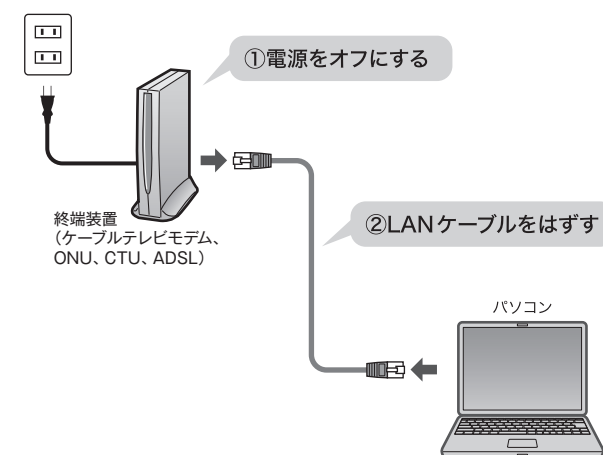 ①電源をオフにする
終端装置
（ケーブルテレビモデム、
ONU、CTU、ADSL）
②LANケーブルをはずす
パソコン